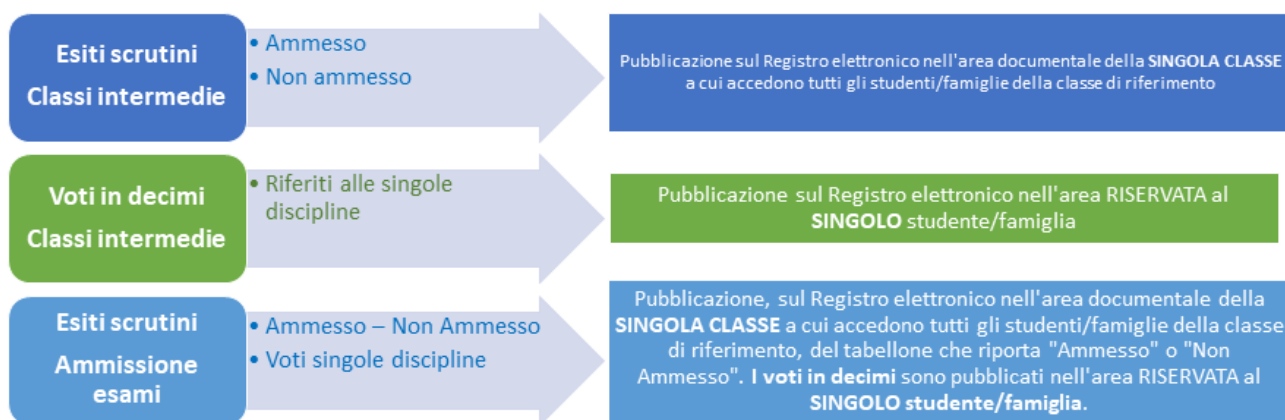 Esiti scrutini
Classi intermedie
• Ammesso
• Non ammesso
Pubblicazione sul Registro elettronico nell'area documentale della SINGOLA CLASSE
a cui accedono tutti gli studenti/famiglie della classe di riferimento
Voti in decimi
Classi intermedie
• Riferiti alle singole
discipline
Pubblicazione sul Registro elettronico nell'area RISERVATA al
SINGOLO studente/famiglia
Esiti scrutini
Ammissione
esami
• Ammesso – Non Ammesso
• Voti singole discipline
Pubblicazione, sul Registro elettronico nell'area documentale della
SINGOLA CLASSE a cui accedono tutti gli studenti/famiglie della classe
di riferimento, del tabellone che riporta "Ammesso" o "Non
Ammesso". I voti in decimi sono pubblicati nell'area RISERVATA al
SINGOLO studente/famiglia.